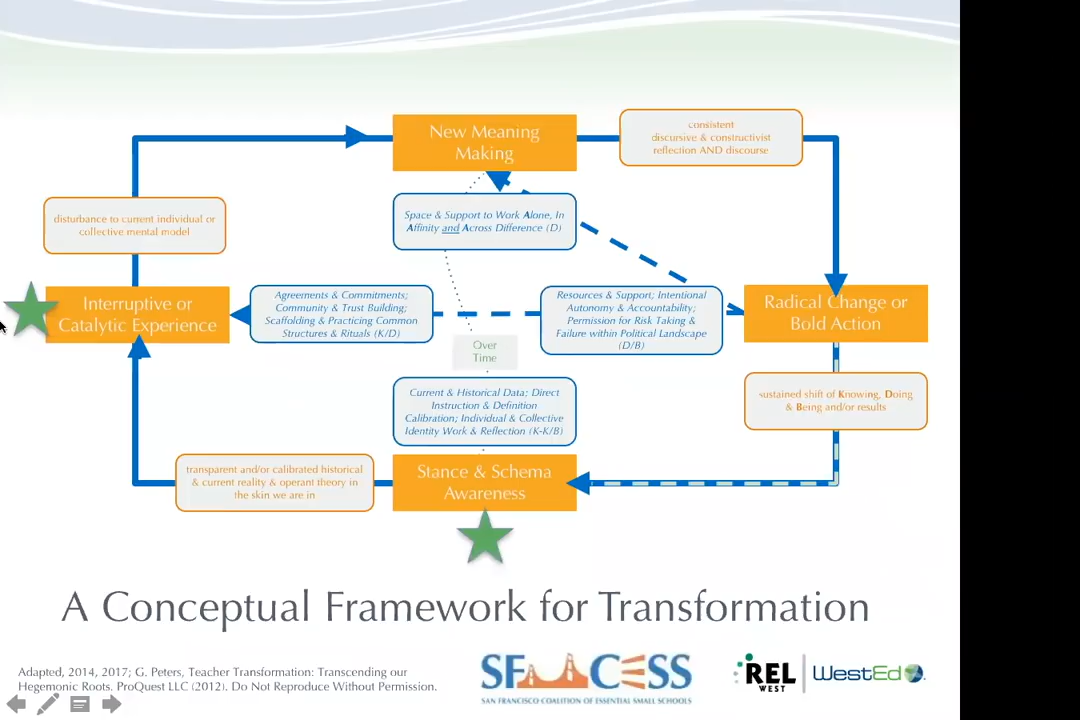 New Meaning
Making
consistent
discursive & constructivist
reflection AND discourse
disturbance to current individual or
collective mental model
Space & Support to Work Alone, In
Affinity and Across Difference (D)
Interruptive or
Catalytic Experience
Agreements & Commitments;
Community & Trust Building;
Scaffolding & Practicing Common
Structures & Rituals (K/D)
Resources & Support; Intentional
Autonomy & Accountability;
Permission for Risk Taking &
Failure within Political Landscape
(D/B)
Radical Change or
Bold Action
Over
Time
sustained shift of Knowing, Doing
& Being and/or results
Current & Historical Data; Direct
Instruction & Definition
Calibration; Individual & Collective
Identity Work & Reflection (K-K/B)
transparent and/or calibrated historical
& current reality & operant theory in
the skin we are in
Stance & Schema
Awareness
A Conceptual Framework for Transformation
Adapted, 2014, 2017; G. Peters, Teacher Transformation: Transcending our
Hegemonic Roots. ProQuest LLC (2012). Do Not Reproduce Without Permission.
SF CESS
SAN FRANCISCO COALITION OF ESSENTIAL SMALL SCHOOLS
REL
WEST
WestEd